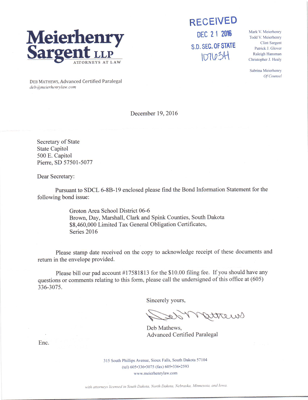 Meierhenry
Sargent LLP
ATTORNEYS AT LAW
DEB MATHEWS, Advanced Certified Paralegal
deb@meierhenrylaw.com
RECEIVED
DEC 21 2016
S.D. SEC. OF STATE
Mark V. Meierhenry
Todd V. Meierhenry
Clint Sargent
Patrick J. Glover
Raleigh Hansman
Christopher J. Healy
Sabrina Meierhenry
Of Counsel
December 19, 2016
Secretary of State
State Capitol
500 E. Capitol
Pierre, SD 57501-5077
Dear Secretary:
Pursuant to SDCL 6-8B-19 enclosed please find the Bond Information Statement for the
following bond issue:
Groton Area School District 06-6
Brown, Day, Marshall, Clark and Spink Counties, South Dakota
$8,460,000 Limited Tax General Obligation Certificates,
Series 2016
Please stamp date received on the copy to acknowledge receipt of these documents and
return in the envelope provided.
Please bill our pad account #17581813 for the $10.00 filing fee. If you should have any
questions or comments relating to this form, please call the undersigned of this office at (605)
336-3075.
Sincerely yours,
Deb Mathews
Deb Mathews,
Advanced Certified Paralegal
Enc.
315 South Phillips Avenue, Sioux Falls, South Dakota 57104
(tel) 605-336-3075 (fax) 605-336-2593
www.meierhenrylaw.com
with attorneys licensed in South Dakota, North Dakota, Nebraska, Minnesota, and Iowa